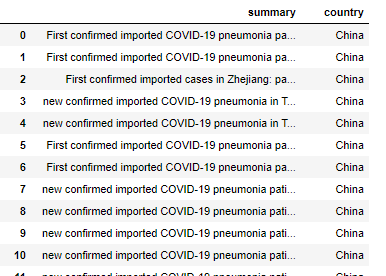 summary country
0 First confirmed imported COVID-19 pneumonia pa... China
1 First confirmed imported COVID-19 pneumonia pa... China
2 First confirmed imported cases in Zhejiang: pa... China
3 new confirmed imported COVID-19 pneumonia in T... China
4 new confirmed imported COVID-19 pneumonia in T... China
5 First confirmed imported COVID-19 pneumonia pa... China
6 First confirmed imported COVID-19 pneumonia pa... China
7 new confirmed imported COVID-19 pneumonia pati... China
8 new confirmed imported COVID-19 pneumonia pati... China
9 new confirmed imported COVID-19 pneumonia pati... China
10 new confirmed imported COVID-19 pneumonia pati... China